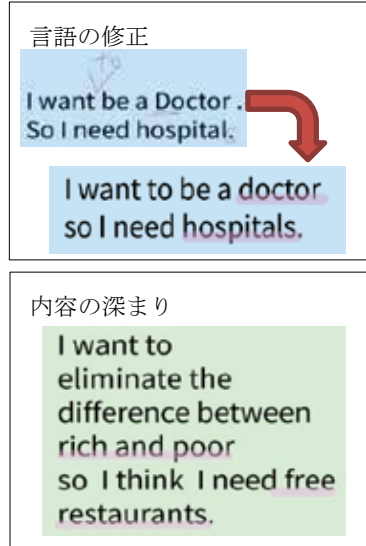 言語の修正
to
I want be a Doctor .
So I need hospital.
I want to be a doctor
so I need hospitals.
内容の深まり
I want to
eliminate the
difference between
rich and poor
so I think I need free
restaurants.